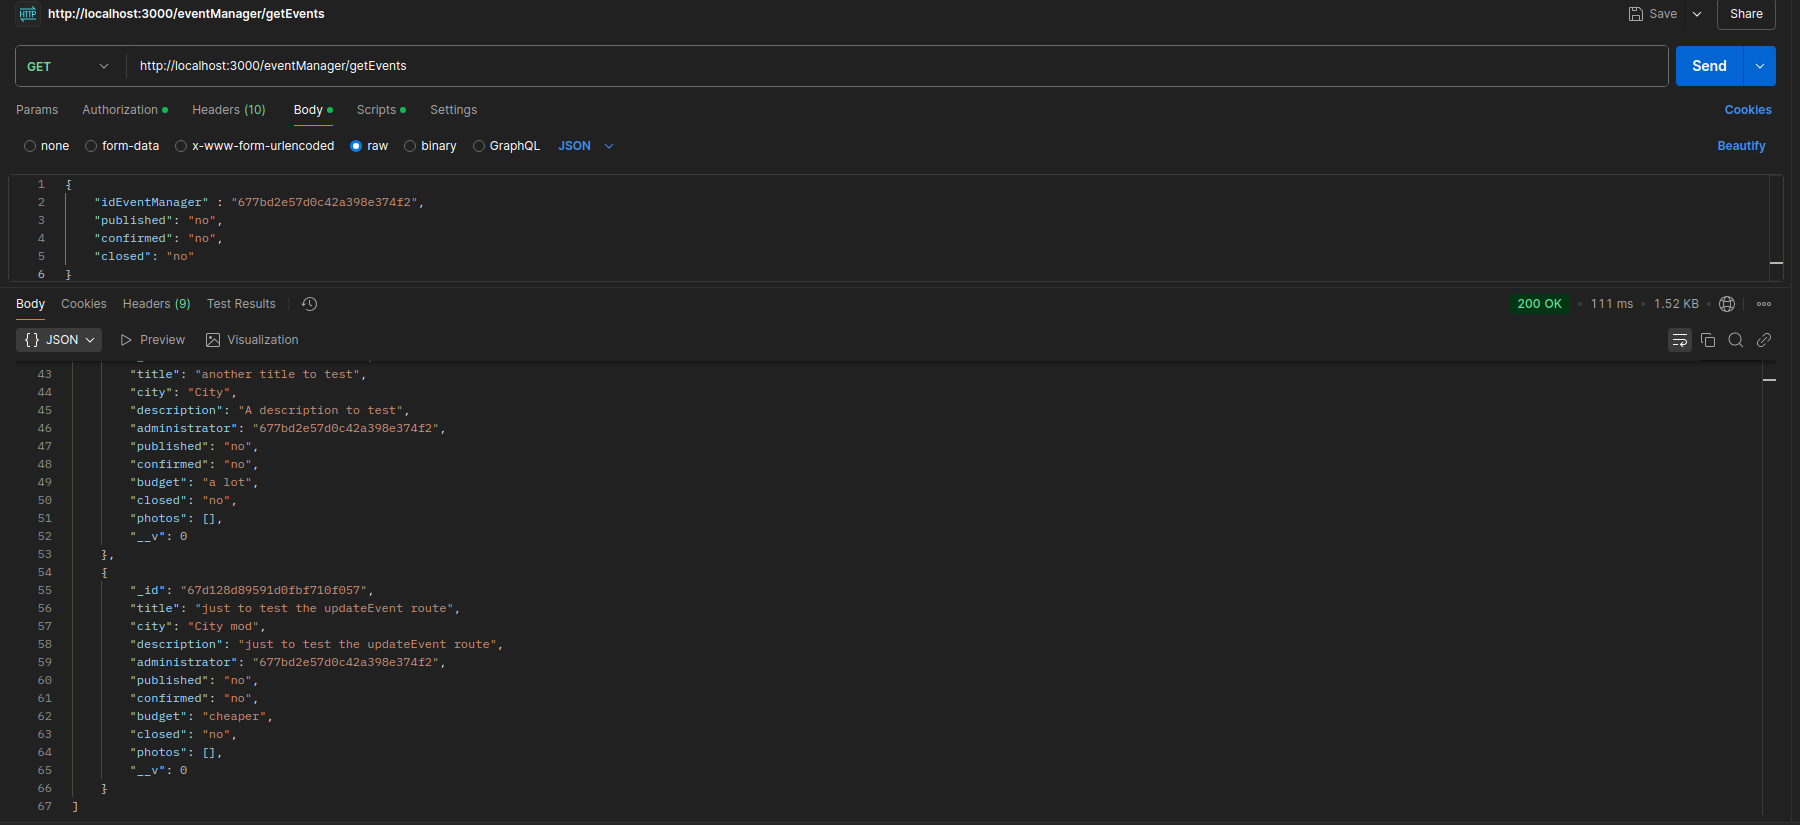 HTTP http://localhost:3000/eventManager/getEvents Save Share
GET http://localhost:3000/eventManager/getEvents Send
Params Authorization Headers (10) Body Scripts Settings Cookies
none form-data x-www-form-urlencoded raw binary GraphQL JSON Beautify
1 {
2 "idEventManager" : "677bd2e57d0c42a398e374f2",
3 "published": "no",
4 "confirmed": "no",
5 "closed": "no"
6 }
Body Cookies Headers (9) Test Results 200 OK • 111 ms • 1.52 KB •
{} JSON Preview Visualization
43 "title": "another title to test",
44 "city": "City",
45 "description": "A description to test",
46 "administrator": "677bd2e57d0c42a398e374f2",
47 "published": "no",
48 "confirmed": "no",
49 "budget": "a lot",
50 "closed": "no",
51 "photos": [],
52 "__v": 0
53 },
54 {
55 "_id": "67d128d89591d0fbf710f057",
56 "title": "just to test the updateEvent route",
57 "city": "City mod",
58 "description": "just to test the updateEvent route",
59 "administrator": "677bd2e57d0c42a398e374f2",
60 "published": "no",
61 "confirmed": "no",
62 "budget": "cheaper",
63 "closed": "no",
64 "photos": [],
65 "__v": 0
66 }
67 ]